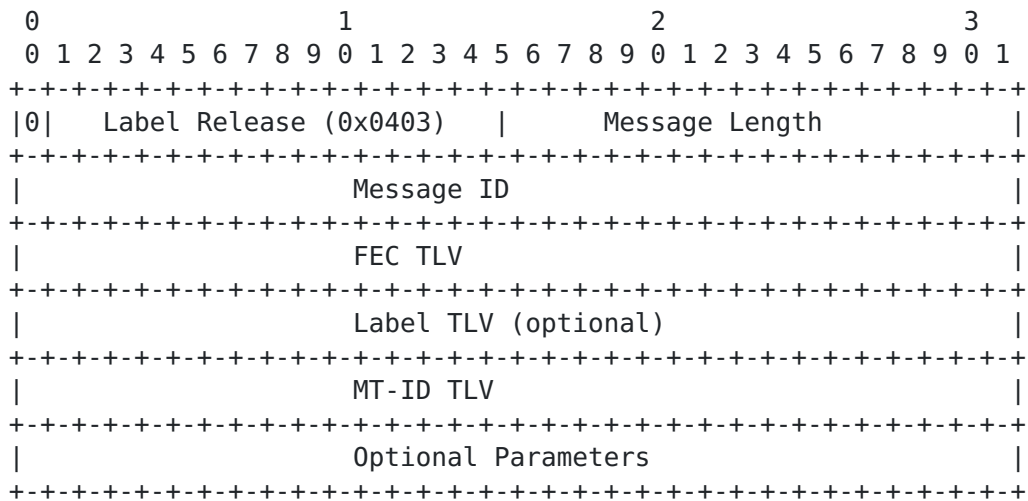 0                   1                   2                   3
 0 1 2 3 4 5 6 7 8 9 0 1 2 3 4 5 6 7 8 9 0 1 2 3 4 5 6 7 8 9 0 1
+-+-+-+-+-+-+-+-+-+-+-+-+-+-+-+-+-+-+-+-+-+-+-+-+-+-+-+-+-+-+-+-+
|0|   Label Release (0x0403)   |      Message Length            |
+-+-+-+-+-+-+-+-+-+-+-+-+-+-+-+-+-+-+-+-+-+-+-+-+-+-+-+-+-+-+-+-+
|                     Message ID                                |
+-+-+-+-+-+-+-+-+-+-+-+-+-+-+-+-+-+-+-+-+-+-+-+-+-+-+-+-+-+-+-+-+
|                     FEC TLV                                   |
+-+-+-+-+-+-+-+-+-+-+-+-+-+-+-+-+-+-+-+-+-+-+-+-+-+-+-+-+-+-+-+-+
|                     Label TLV (optional)                      |
+-+-+-+-+-+-+-+-+-+-+-+-+-+-+-+-+-+-+-+-+-+-+-+-+-+-+-+-+-+-+-+-+
|                     MT-ID TLV                                 |
+-+-+-+-+-+-+-+-+-+-+-+-+-+-+-+-+-+-+-+-+-+-+-+-+-+-+-+-+-+-+-+-+
|                     Optional Parameters                       |
+-+-+-+-+-+-+-+-+-+-+-+-+-+-+-+-+-+-+-+-+-+-+-+-+-+-+-+-+-+-+-+-+